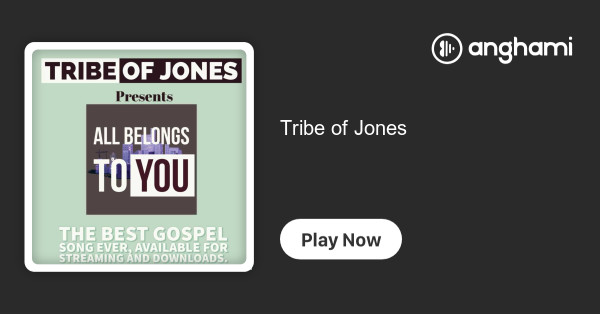 TRIBE OF JONES
Presents
ALL BELONGS
TO YOU
THE BEST GOSPEL
SONG EVER, AVAILABLE FOR
STREAMING AND DOWNLOADS.
anghami
Tribe of Jones
Play Now